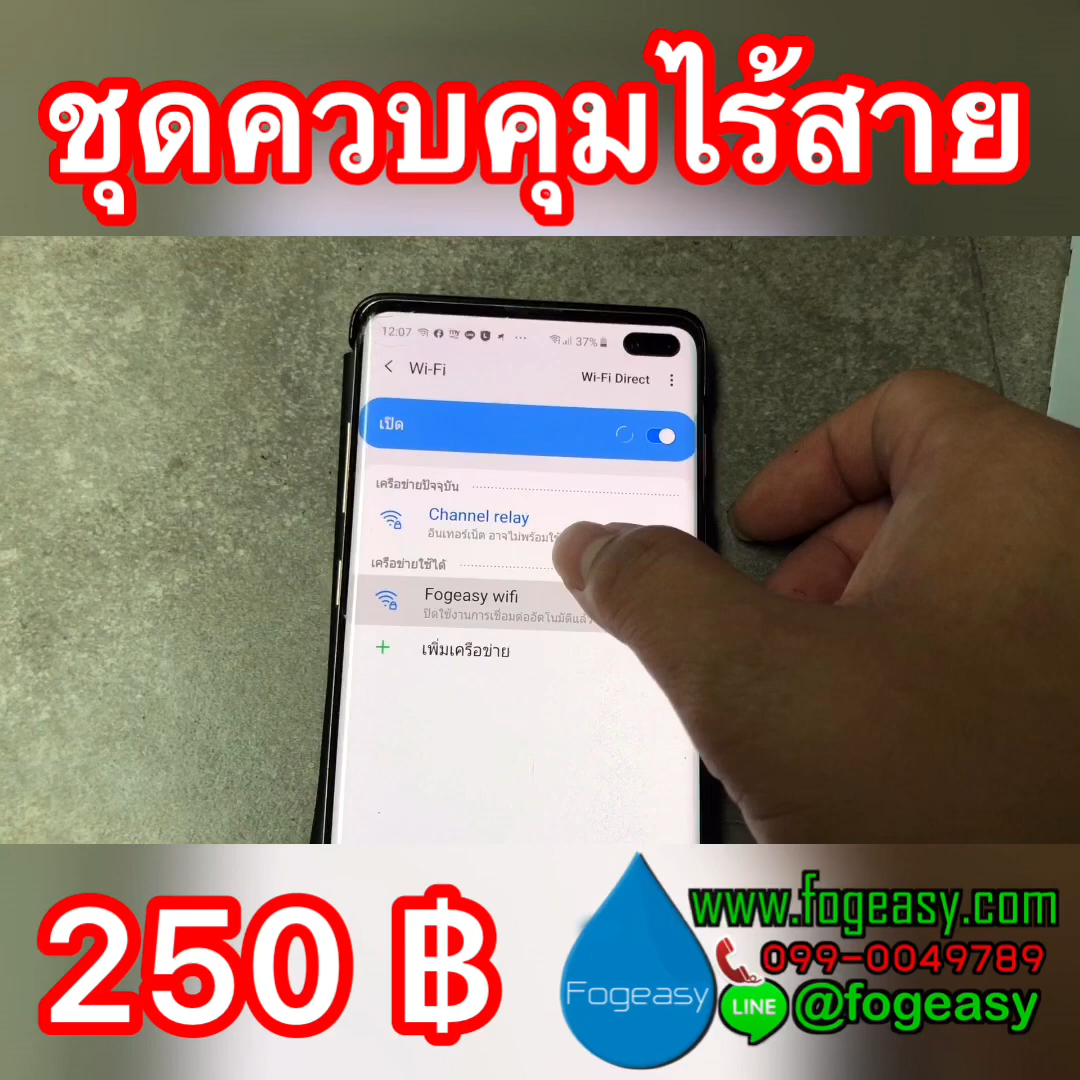 ชุดควบคุมไร้สาย
12:07
37%
Wi-Fi
Wi-Fi Direct
เปิด
เครือข่ายปัจจุบัน
Channel relay
อินเทอร์เน็ต อาจไม่พร้อมใช้
เครือข่ายใช้ได้
Fogeasy wifi
ปิดใช้งานการเชื่อมต่ออัตโนมัติแล้ว
เพิ่มเครือข่าย
250 ฿
Fogeasy
www.fogeasy.com
099-0049789
LINE @fogeasy